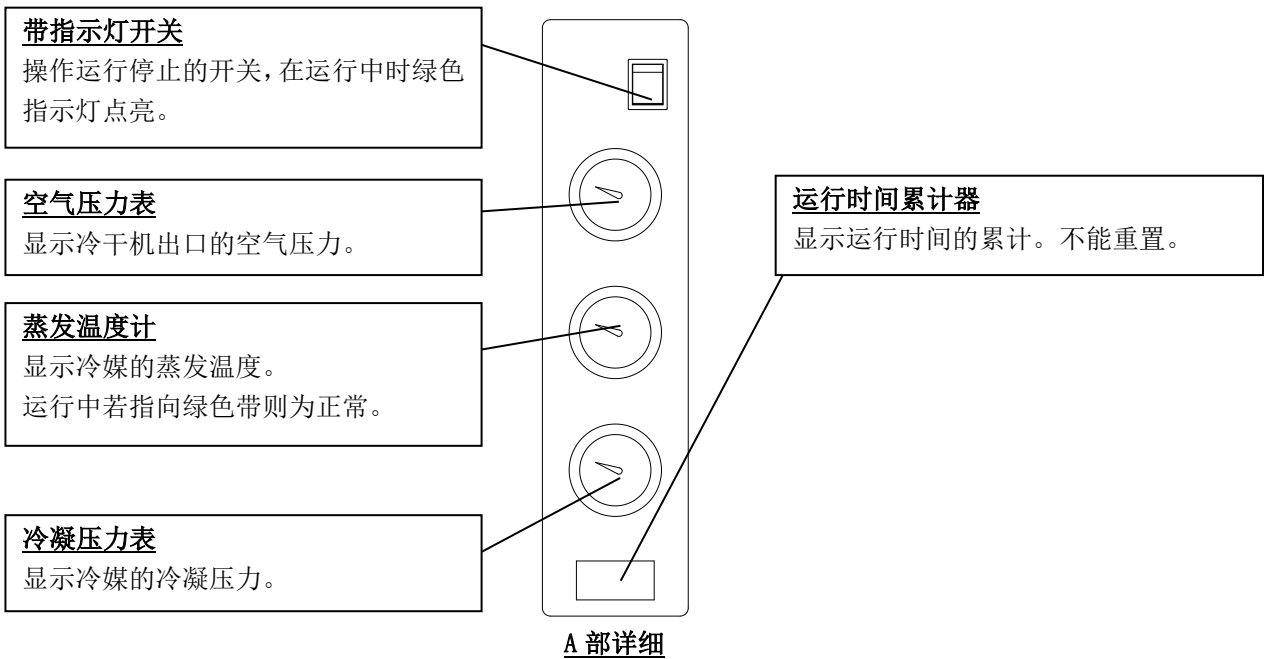 带指示灯开关
操作运行停止的开关,在运行中时绿色
指示灯点亮。
空气压力表
显示冷干机出口的空气压力。
蒸发温度计
显示冷媒的蒸发温度。
运行中若指向绿色带则为正常。
冷凝压力表
显示冷媒的冷凝压力。
运行时间累计器
显示运行时间的累计。不能重置。
A 部详细